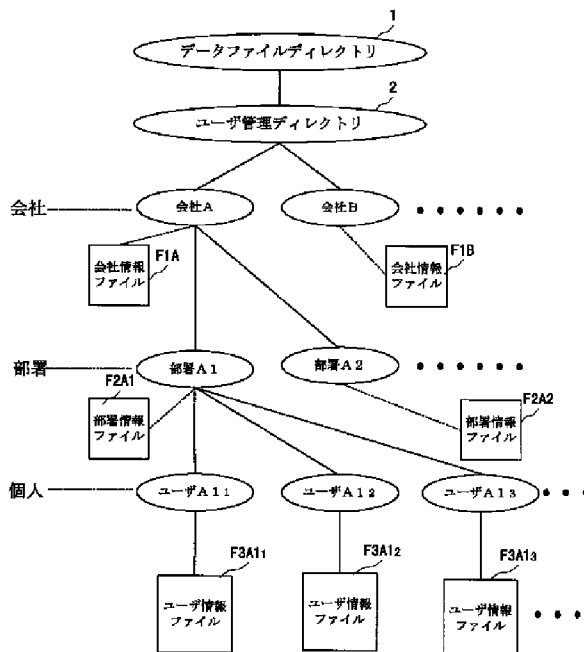 1
データファイルディレクトリ
2
ユーザ管理ディレクトリ
会社
会社A
会社B
会社情報
ファイル
F1A
会社情報
ファイル
F1B
部署
部署A1
部署A2
F2A1
部署情報
ファイル
F2A2
部署情報
ファイル
個人
ユーザA11
ユーザA12
ユーザA13
F3A11
F3A12
F3A13
ユーザ情報
ファイル
ユーザ情報
ファイル
ユーザ情報
ファイル